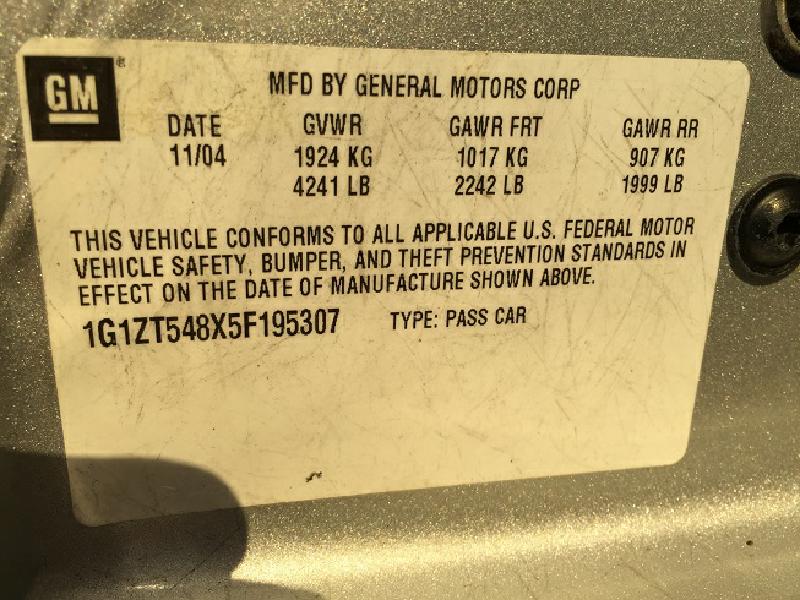 GM®
MFD BY GENERAL MOTORS CORP
DATE GVWR GAWR FRT GAWR RR
11/04 1924 KG 1017 KG 907 KG
4241 LB 2242 LB 1999 LB
THIS VEHICLE CONFORMS TO ALL APPLICABLE U.S. FEDERAL MOTOR
VEHICLE SAFETY, BUMPER, AND THEFT PREVENTION STANDARDS IN
EFFECT ON THE DATE OF MANUFACTURE SHOWN ABOVE.
1G1ZT548X5F195307 TYPE: PASS CAR